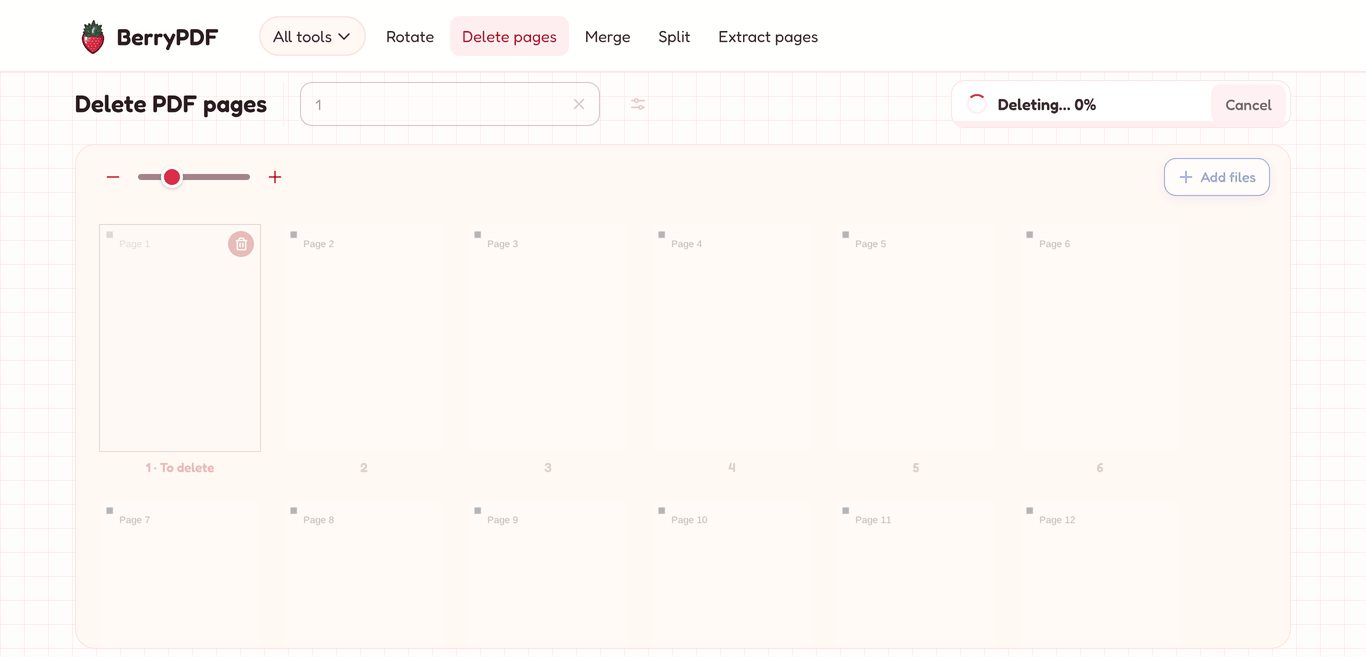 BerryPDF
All tools Rotate Delete pages Merge Split Extract pages
Delete PDF pages 1 Deleting... 0% Cancel
Add files
Page 1 Page 2 Page 3 Page 4 Page 5 Page 6
1 · To delete 2 3 4 5 6
Page 7 Page 8 Page 9 Page 10 Page 11 Page 12